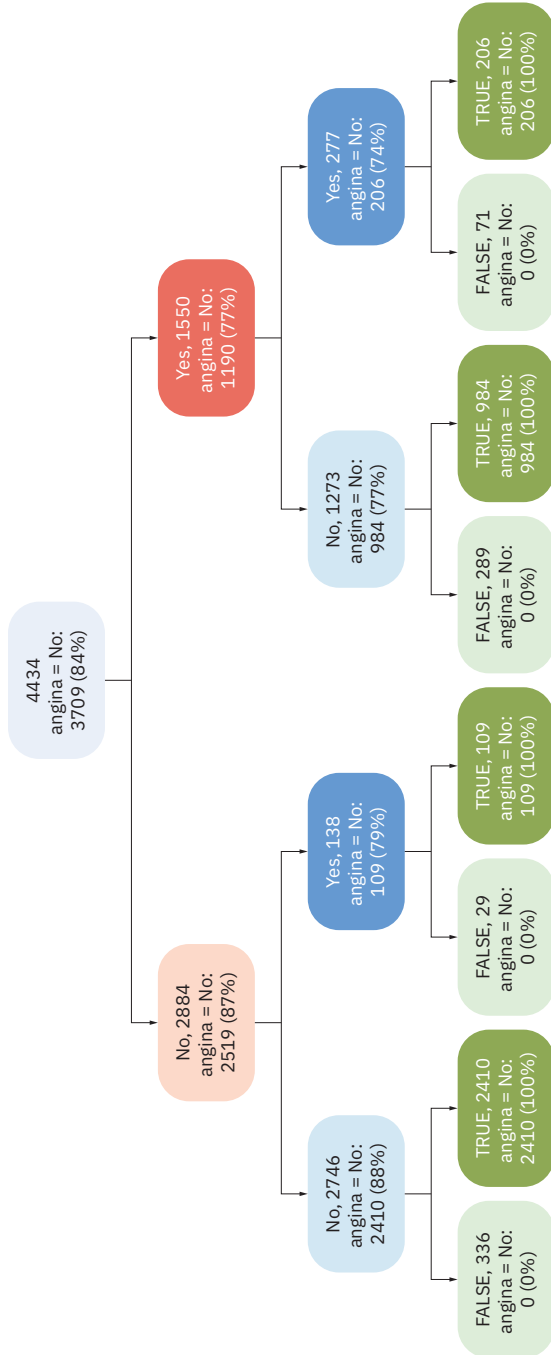 4434
angina = No:
3709 (84%)
No, 2884
angina = No:
2519 (87%)
Yes, 1550
angina = No:
1190 (77%)
No, 2746
angina = No:
2410 (88%)
Yes, 138
angina = No:
109 (79%)
No, 1273
angina = No:
984 (77%)
Yes, 277
angina = No:
206 (74%)
FALSE, 336
angina = No:
0 (0%)
TRUE, 2410
angina = No:
2410 (100%)
FALSE, 29
angina = No:
0 (0%)
TRUE, 109
angina = No:
109 (100%)
FALSE, 289
angina = No:
0 (0%)
TRUE, 984
angina = No:
984 (100%)
FALSE, 71
angina = No:
0 (0%)
TRUE, 206
angina = No:
206 (100%)